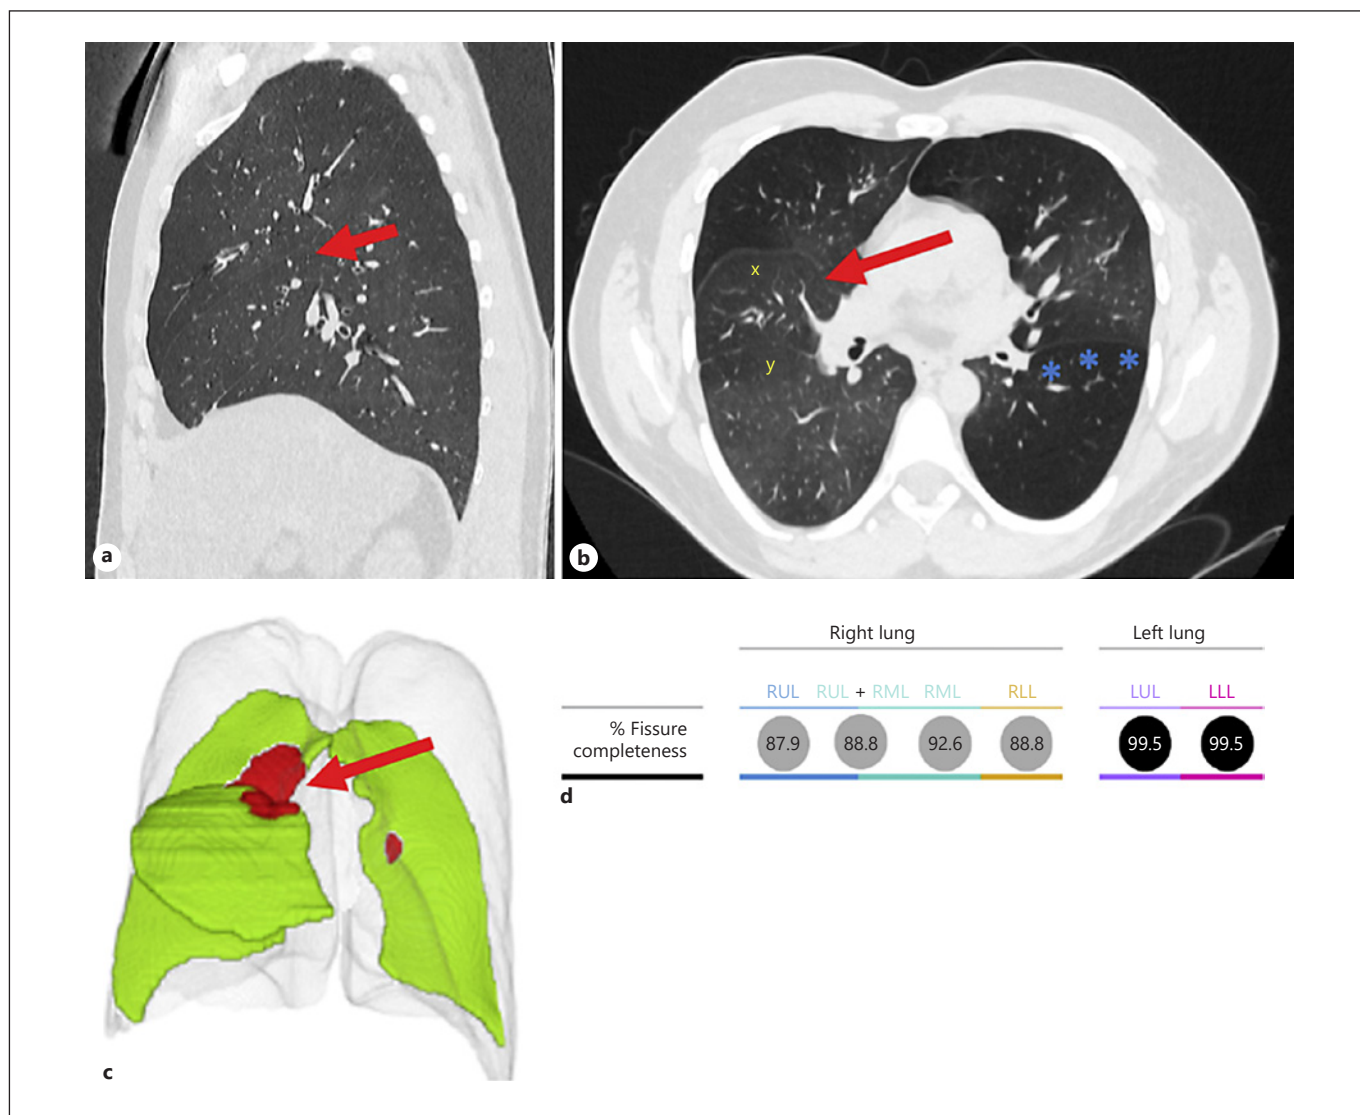 x
y
* * *
a
b
Right lung
Left lung
RUL RUL + RML RML RLL
LUL LLL
% Fissure
completeness
87.9 88.8 92.6 88.8
99.5 99.5
c
d